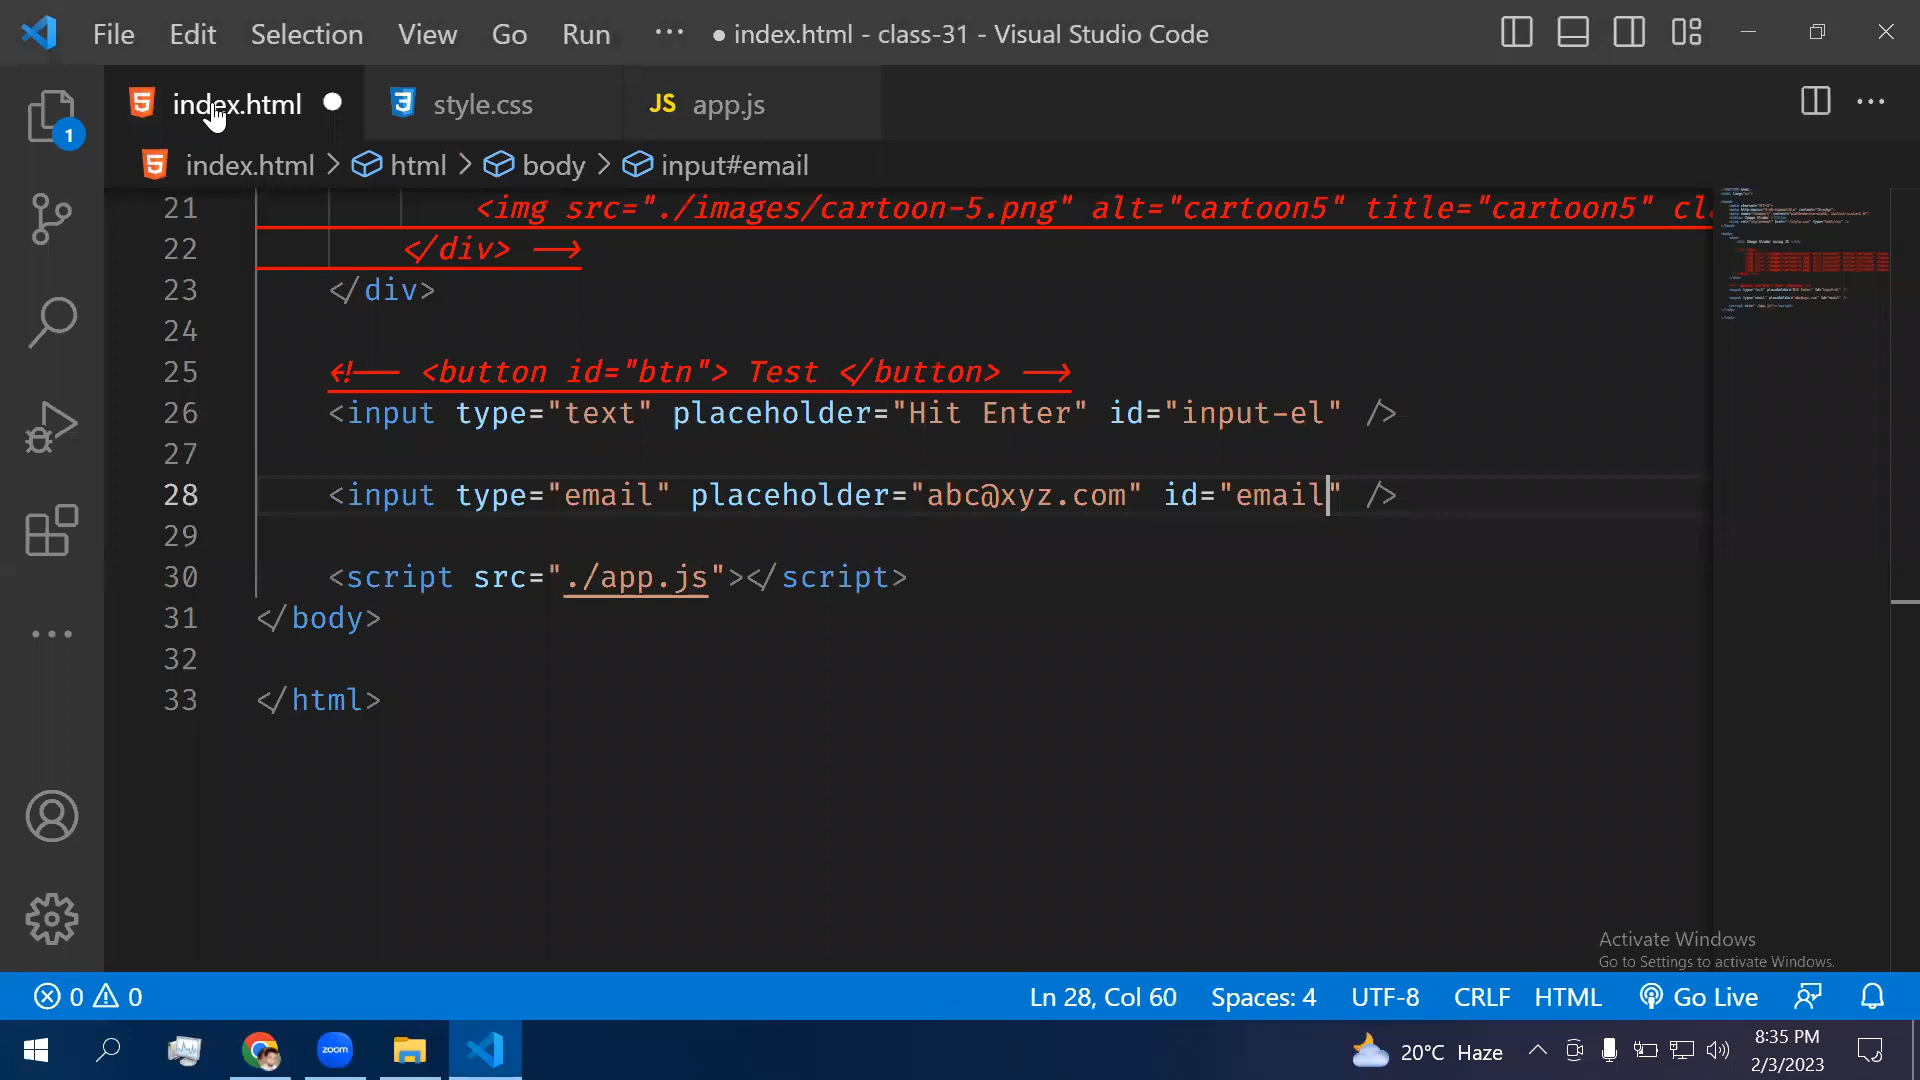 File Edit Selection View Go Run ··· ● index.html - class-31 - Visual Studio Code
index.html ● style.css JS app.js
index.html > html > body > input#email
21 <img src="./images/cartoon-5.png" alt="cartoon5" title="cartoon5" cl
22 </div> -->
23 </div>
24
25 <!-- <button id="btn"> Test </button> -->
26 <input type="text" placeholder="Hit Enter" id="input-el" />
27
28 <input type="email" placeholder="abc@xyz.com" id="email" />
29
30 <script src="./app.js"></script>
31 </body>
32
33 </html>
1
Activate Windows
Go to Settings to activate Windows.
0 0 Ln 28, Col 60 Spaces: 4 UTF-8 CRLF HTML Go Live
zoom 20°C Haze 8:35 PM
2/3/2023